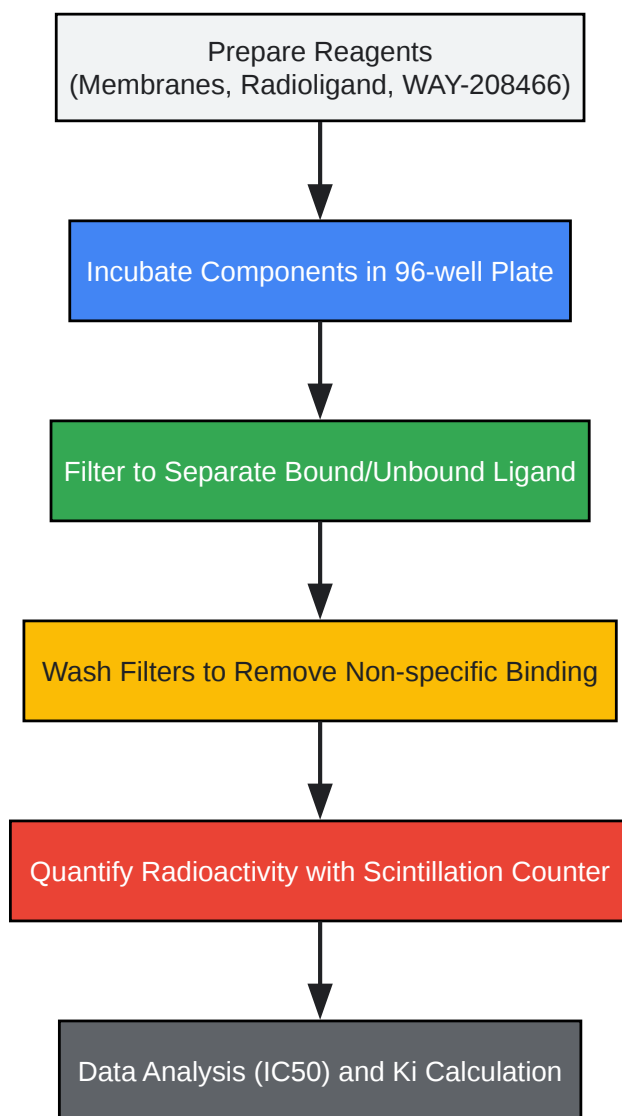 Prepare Reagents
(Membranes, Radioligand, WAY-208466)
Incubate Components in 96-well Plate
Filter to Separate Bound/Unbound Ligand
Wash Filters to Remove Non-specific Binding
Quantify Radioactivity with Scintillation Counter
Data Analysis (IC50) and Ki Calculation